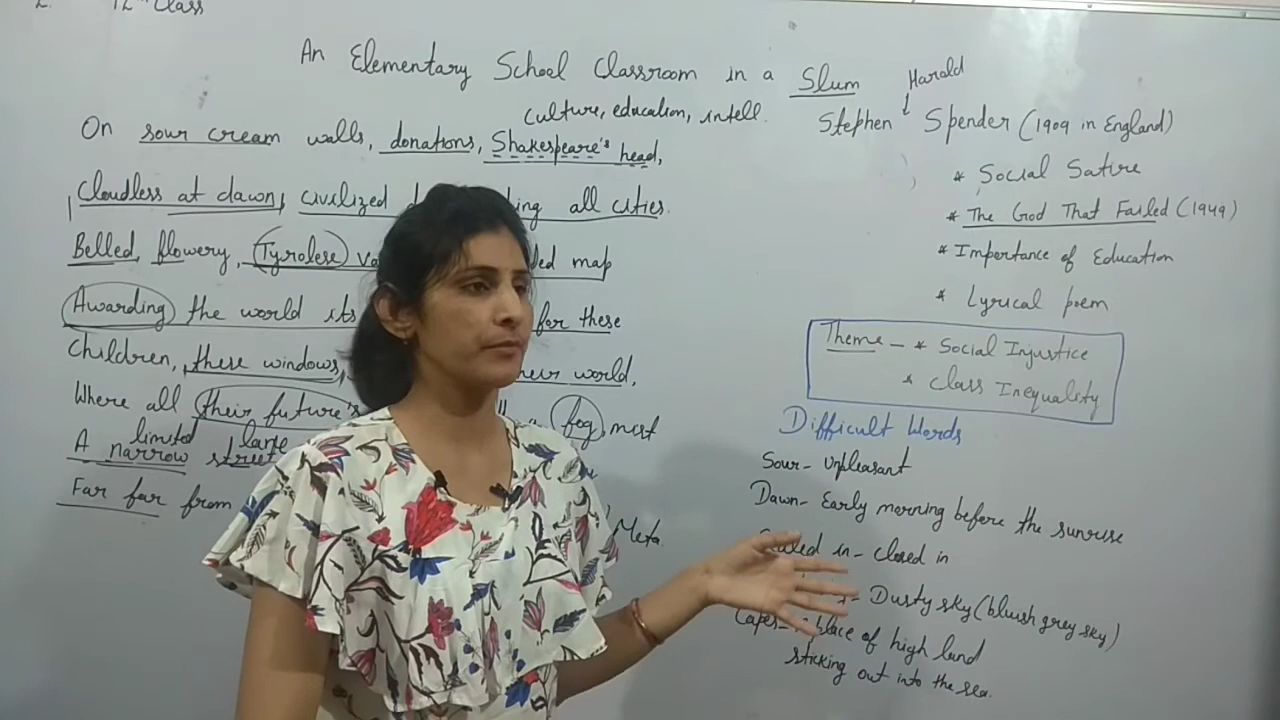 12th Class
An Elementary School Classroom in a Slum
Harald
culture, education, intell.
Stephen Spender (1909 in England)
On sour cream walls, donations, Shakespeare's head,
* Social Satire
Cloudless at dawn, civilized all cities.
* The God That Failed (1949)
Belled, flowery, Tyrolese map
* Importance of Education
* Lyrical poem
Awarding the world its for these
Theme - * Social Injustice
children, these windows, world,
* Class Inequality
Where all their future's a fog, mist
Difficult Words
limited lane
A narrow street
Sour - Unpleasant
Far far from
Dawn - Early morning before the sunrise
Meta.
in - closed in
- Dusty sky (bluish grey sky)
Capes - place of high land
sticking out into the sea.